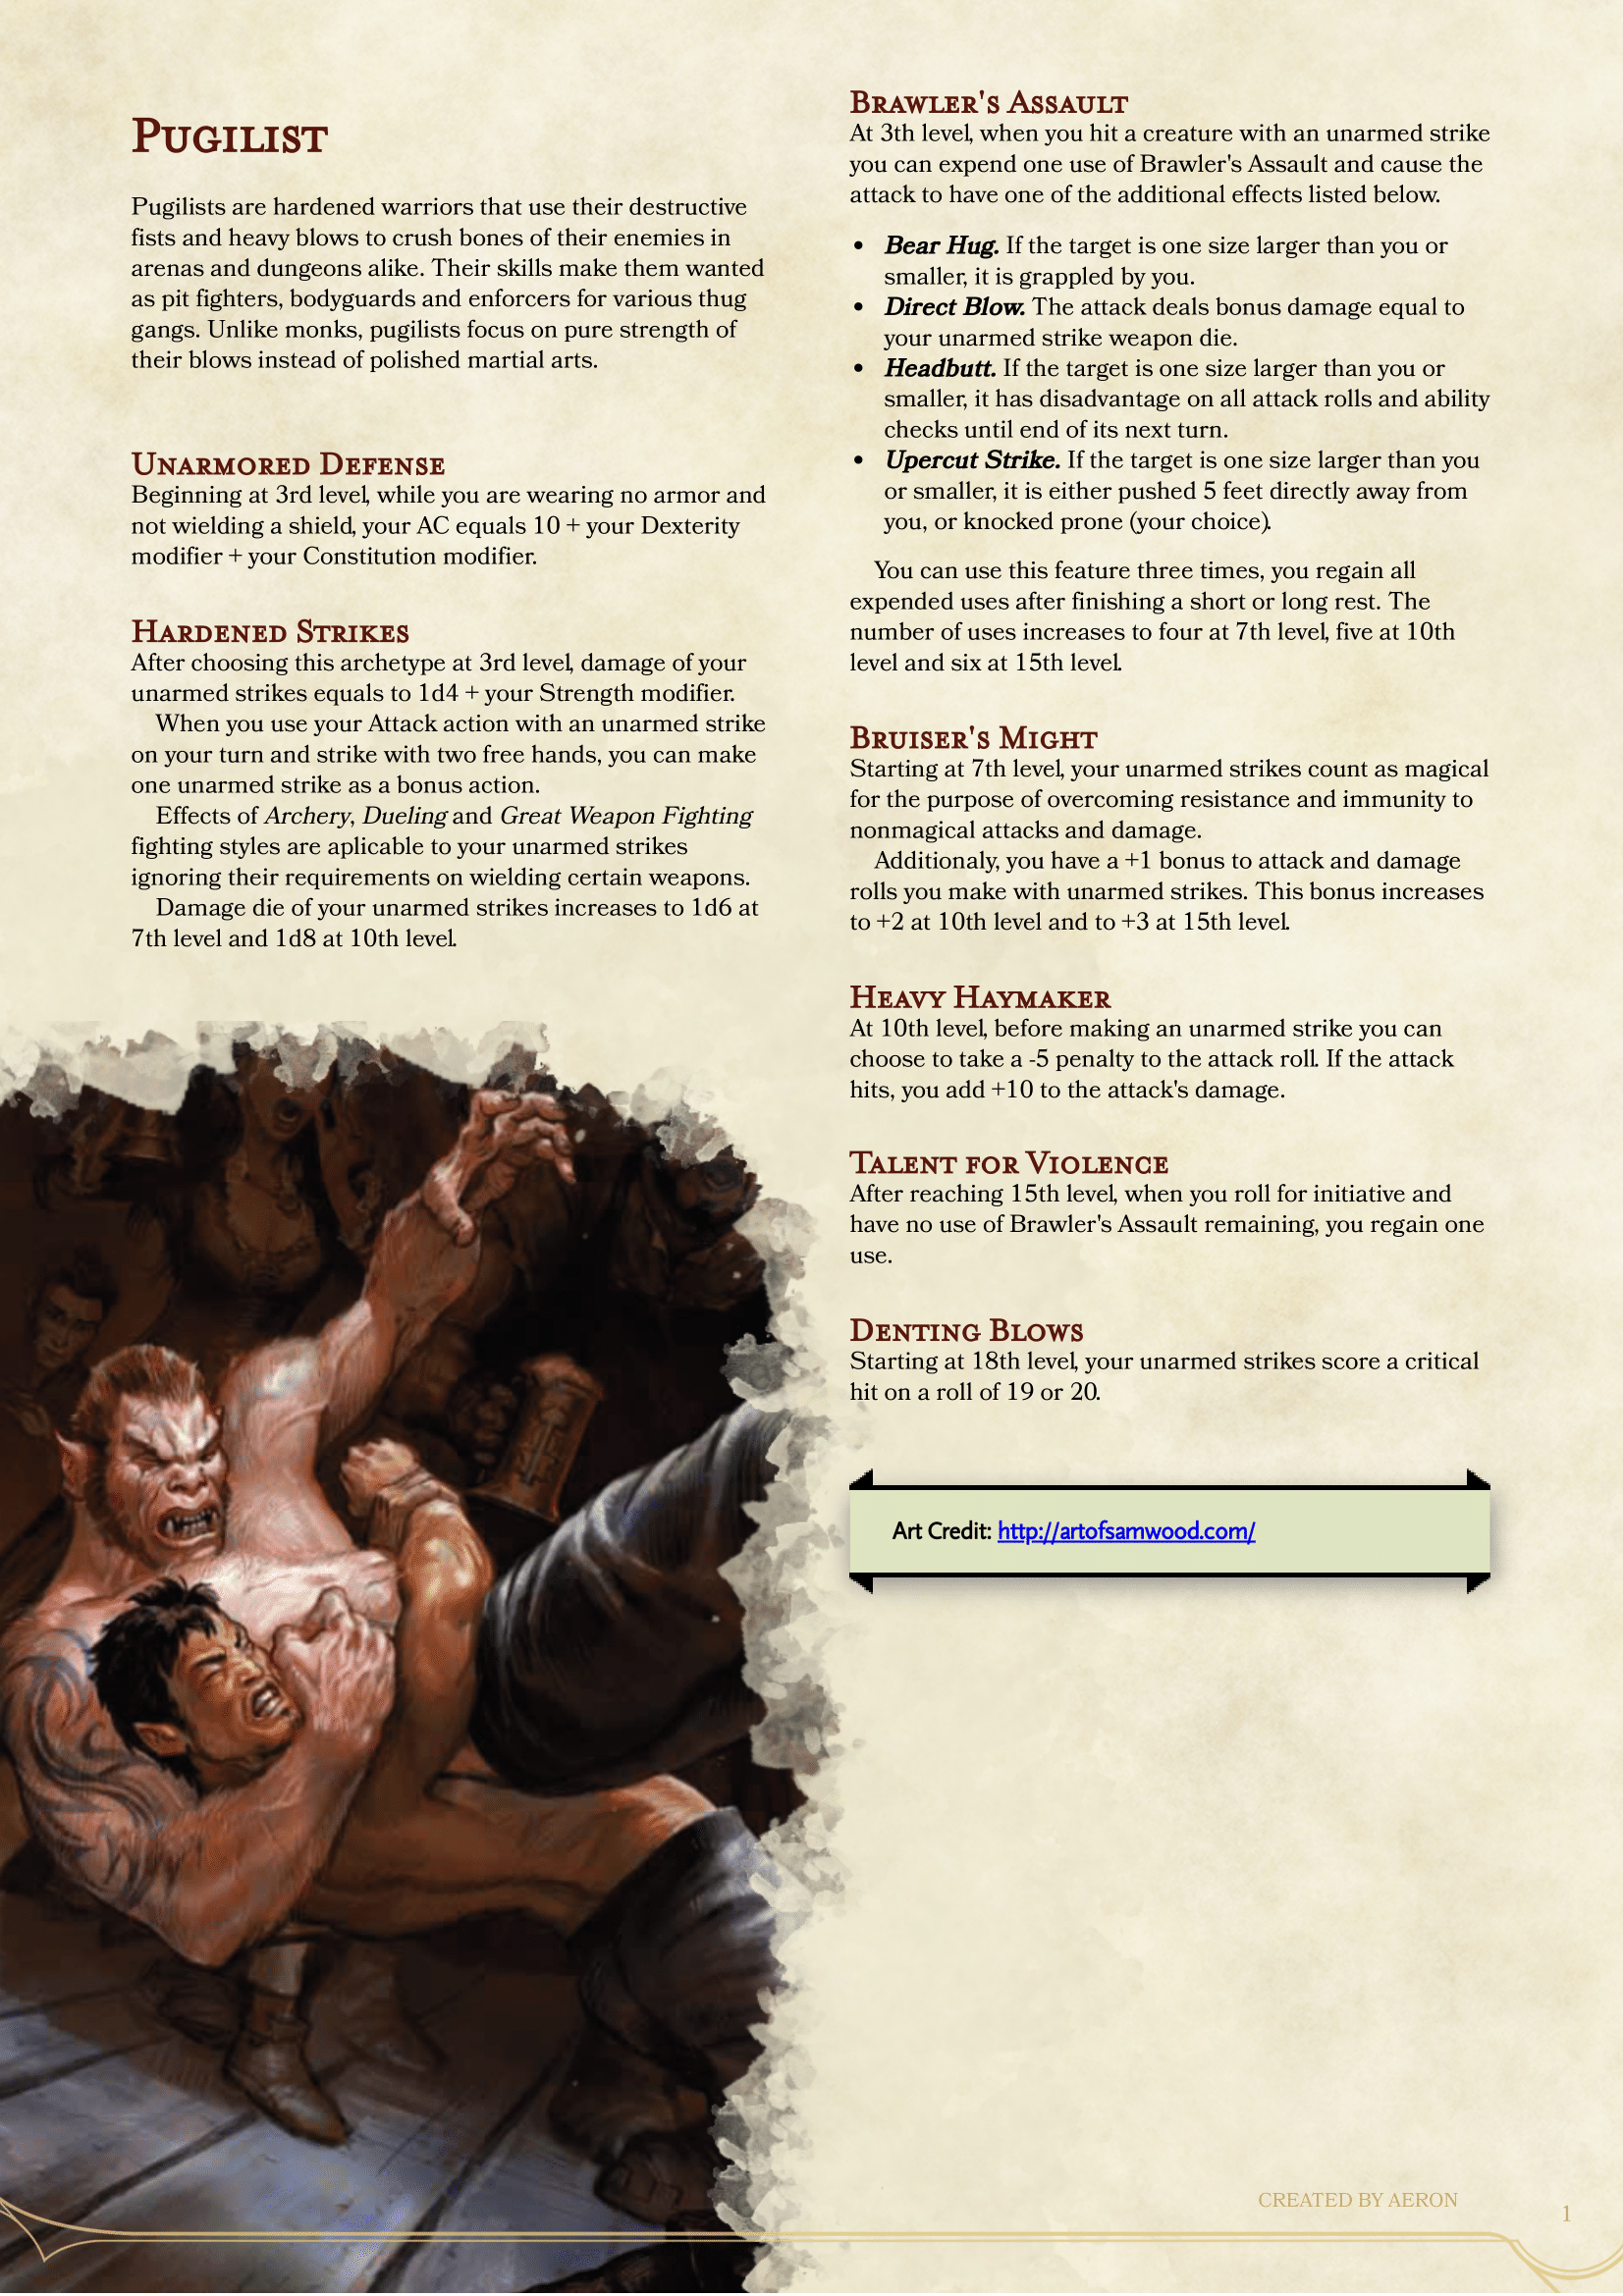 Pugilist
Pugilists are hardened warriors that use their destructive
fists and heavy blows to crush bones of their enemies in
arenas and dungeons alike. Their skills make them wanted
as pit fighters, bodyguards and enforcers for various thug
gangs. Unlike monks, pugilists focus on pure strength of
their blows instead of polished martial arts.
Unarmored Defense
Beginning at 3rd level, while you are wearing no armor and
not wielding a shield, your AC equals 10 + your Dexterity
modifier + your Constitution modifier.
Hardened Strikes
After choosing this archetype at 3rd level, damage of your
unarmed strikes equals to 1d4 + your Strength modifier.
When you use your Attack action with an unarmed strike
on your turn and strike with two free hands, you can make
one unarmed strike as a bonus action.
Effects of Archery, Dueling and Great Weapon Fighting
fighting styles are aplicable to your unarmed strikes
ignoring their requirements on wielding certain weapons.
Damage die of your unarmed strikes increases to 1d6 at
7th level and 1d8 at 10th level.
Brawler's Assault
At 3th level, when you hit a creature with an unarmed strike
you can expend one use of Brawler's Assault and cause the
attack to have one of the additional effects listed below.
• Bear Hug. If the target is one size larger than you or
smaller, it is grappled by you.
• Direct Blow. The attack deals bonus damage equal to
your unarmed strike weapon die.
• Headbutt. If the target is one size larger than you or
smaller, it has disadvantage on all attack rolls and ability
checks until end of its next turn.
• Upercut Strike. If the target is one size larger than you
or smaller, it is either pushed 5 feet directly away from
you, or knocked prone (your choice).
You can use this feature three times, you regain all
expended uses after finishing a short or long rest. The
number of uses increases to four at 7th level, five at 10th
level and six at 15th level.
Bruiser's Might
Starting at 7th level, your unarmed strikes count as magical
for the purpose of overcoming resistance and immunity to
nonmagical attacks and damage.
Additionaly, you have a +1 bonus to attack and damage
rolls you make with unarmed strikes. This bonus increases
to +2 at 10th level and to +3 at 15th level.
Heavy Haymaker
At 10th level, before making an unarmed strike you can
choose to take a -5 penalty to the attack roll. If the attack
hits, you add +10 to the attack's damage.
Talent for Violence
After reaching 15th level, when you roll for initiative and
have no use of Brawler's Assault remaining, you regain one
use.
Denting Blows
Starting at 18th level, your unarmed strikes score a critical
hit on a roll of 19 or 20.
Art Credit: http://artofsamwood.com/
CREATED BY AERON
1